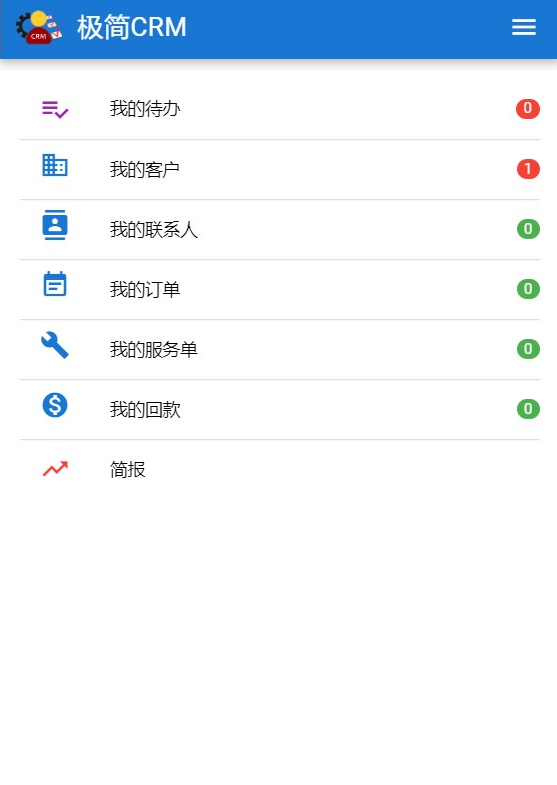 CRM
极简CRM
我的待办 0
我的客户 1
我的联系人 0
我的订单 0
我的服务单 0
我的回款 0
简报